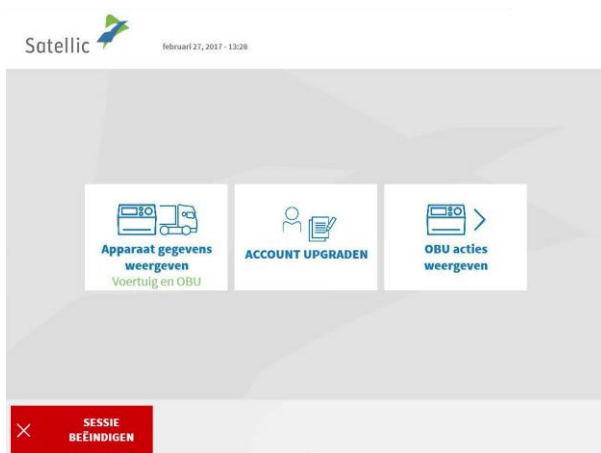 Satellic
februari 27, 2017 - 13:28
Apparaat gegevens
weergeven
Voertuig en OBU
ACCOUNT UPGRADEN
OBU acties
weergeven
SESSIE
BEËINDIGEN